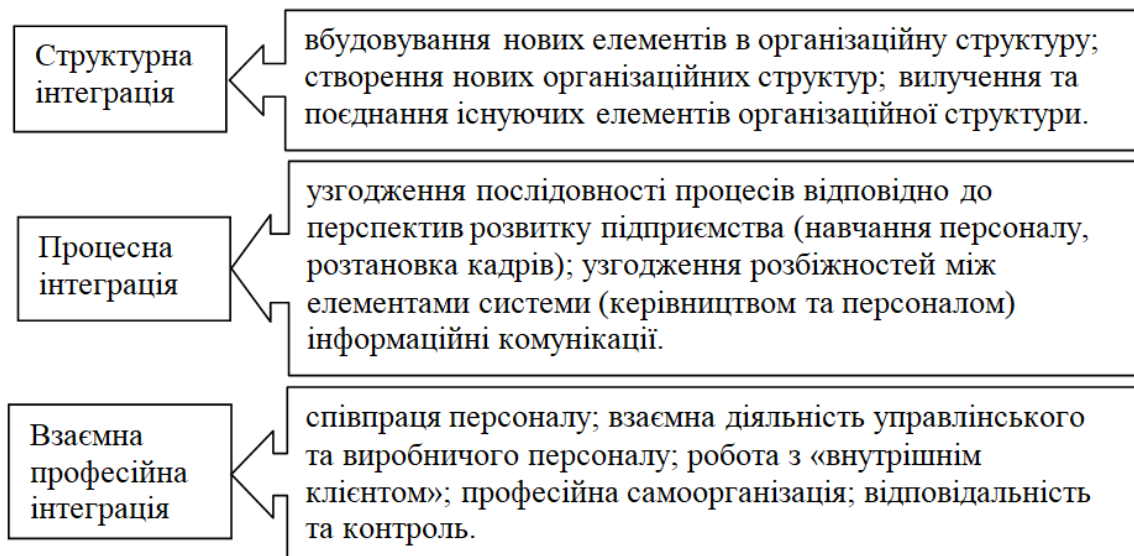 Структурна
інтеграція
вбудовування нових елементів в організаційну структуру;
створення нових організаційних структур; вилучення та
поєднання існуючих елементів організаційної структури.
Процесна
інтеграція
узгодження послідовності процесів відповідно до
перспектив розвитку підприємства (навчання персоналу,
розтановка кадрів); узгодження розбіжностей між
елементами системи (керівництвом та персоналом)
інформаційні комунікації.
Взаємна
професійна
інтеграція
співпраця персоналу; взаємна діяльність управлінського
та виробничого персоналу; робота з «внутрішнім
клієнтом»; професійна самоорганізація; відповідальність
та контроль.